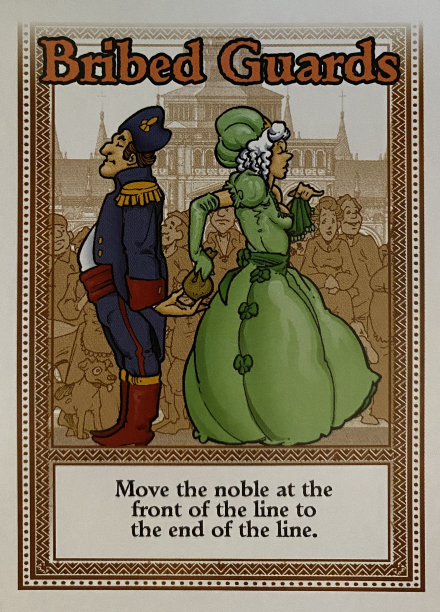 Bribed Guards
Move the noble at the
front of the line to
the end of the line.